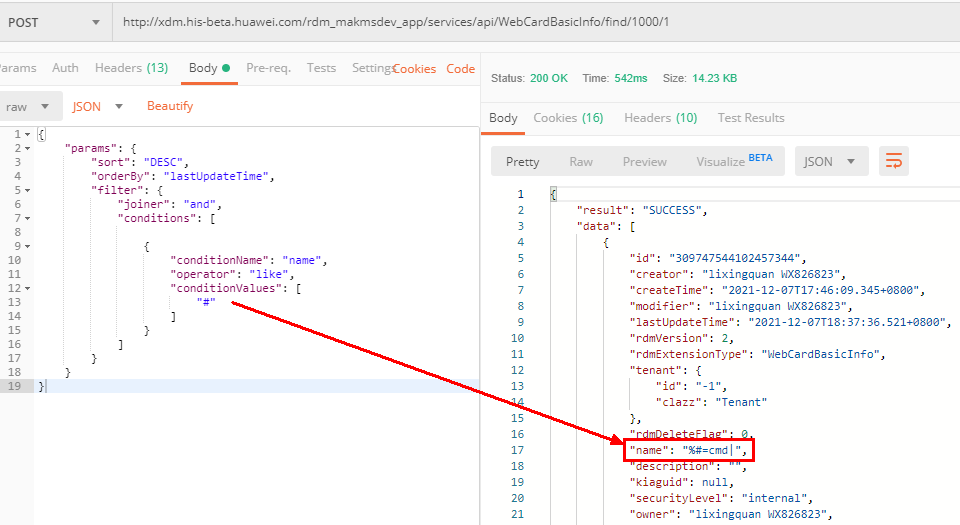 POST
http://xdm.his-beta.huawei.com/rdm_makmsdev_app/services/api/WebCardBasicInfo/find/1000/1
Params Auth Headers (13) Body Pre-req. Tests Settings Cookies Code
raw JSON Beautify
1 {
2 "params": {
3 "sort": "DESC",
4 "orderBy": "lastUpdateTime",
5 "filter": {
6 "joiner": "and",
7 "conditions": [
8
9 {
10 "conditionName": "name",
11 "operator": "like",
12 "conditionValues": [
13 "#"
14 ]
15 }
16 ]
17 }
18 }
19 }
Status: 200 OK Time: 542ms Size: 14.23 KB
Body Cookies (16) Headers (10) Test Results
Pretty Raw Preview Visualize BETA JSON
1 {
2 "result": "SUCCESS",
3 "data": [
4 {
5 "id": "309747544102457344",
6 "creator": "lixingquan WX826823",
7 "createTime": "2021-12-07T17:46:09.345+0800",
8 "modifier": "lixingquan WX826823",
9 "lastUpdateTime": "2021-12-07T18:37:36.521+0800",
10 "rdmVersion": 2,
11 "rdmExtensionType": "WebCardBasicInfo",
12 "tenant": {
13 "id": "-1",
14 "clazz": "Tenant"
15 },
16 "rdmDeleteFlag": 0,
17 "name": "%#=cmd|",
18 "description": "",
19 "kiaguid": null,
20 "securityLevel": "internal",
21 "owner": "lixingquan WX826823",